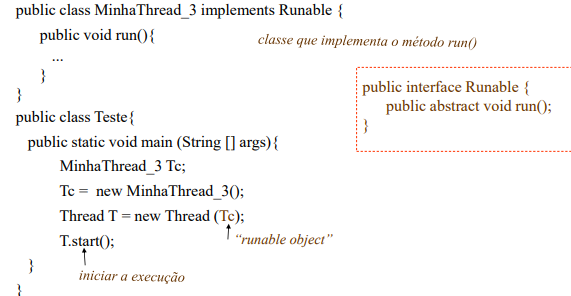 public class MinhaThread_3 implements Runable {
public void run(){
classe que implementa o método run()
...
}
}
public interface Runable {
public abstract void run();
}
public class Teste{
public static void main (String [] args){
MinhaThread_3 Tc;
Tc = new MinhaThread_3();
Thread T = new Thread (Tc);
T.start();
“runable object”
}
iniciar a execução
}